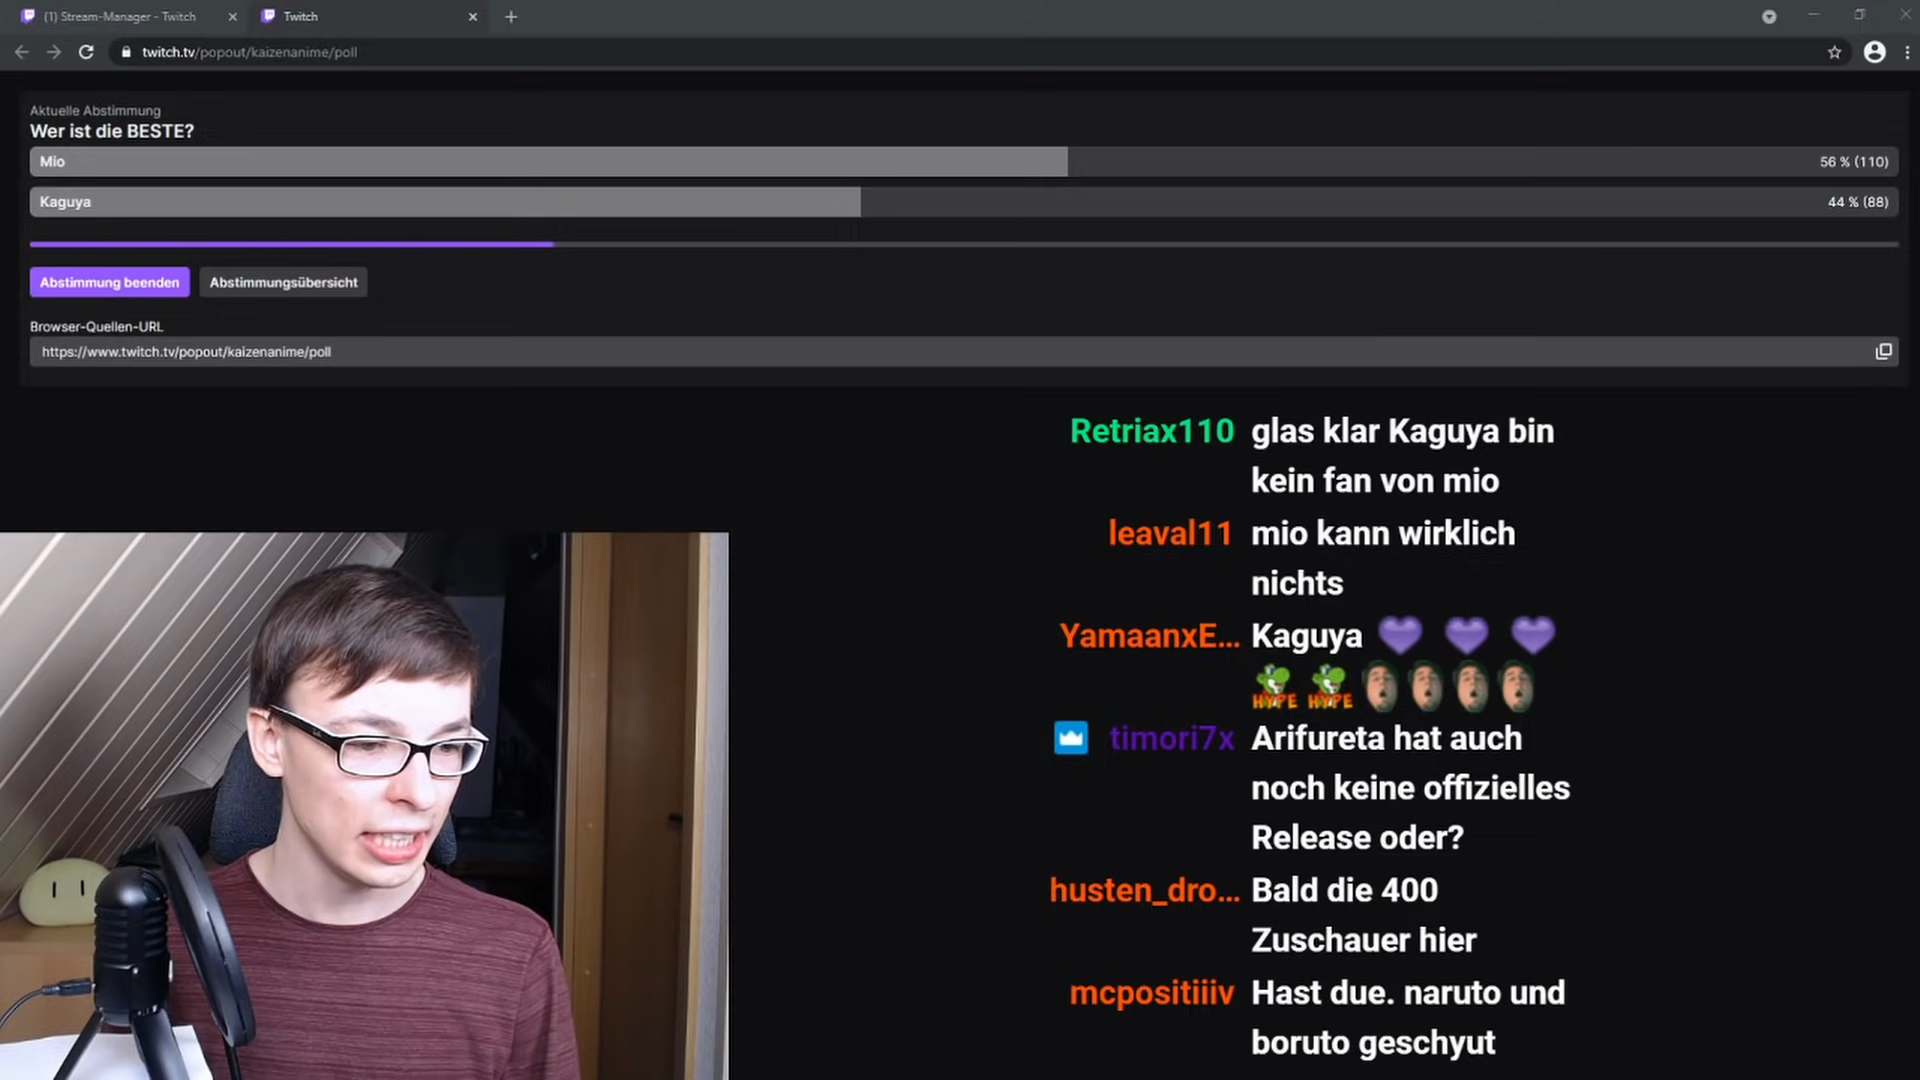 (1) Stream-Manager - Twitch
Twitch
twitch.tv/popout/kaizenanime/poll
Aktuelle Abstimmung
Wer ist die BESTE?
Mio 56 % (110)
Kaguya 44 % (88)
Abstimmung beenden Abstimmungsübersicht
Browser-Quellen-URL
https://www.twitch.tv/popout/kaizenanime/poll
Retriax110 glas klar Kaguya bin
kein fan von mio
leaval11 mio kann wirklich
nichts
YamaanxE... Kaguya
HYPE HYPE
timori7x Arifureta hat auch
noch keine offizielles
Release oder?
husten_dro... Bald die 400
Zuschauer hier
mcpositiiiv Hast due. naruto und
boruto geschyut